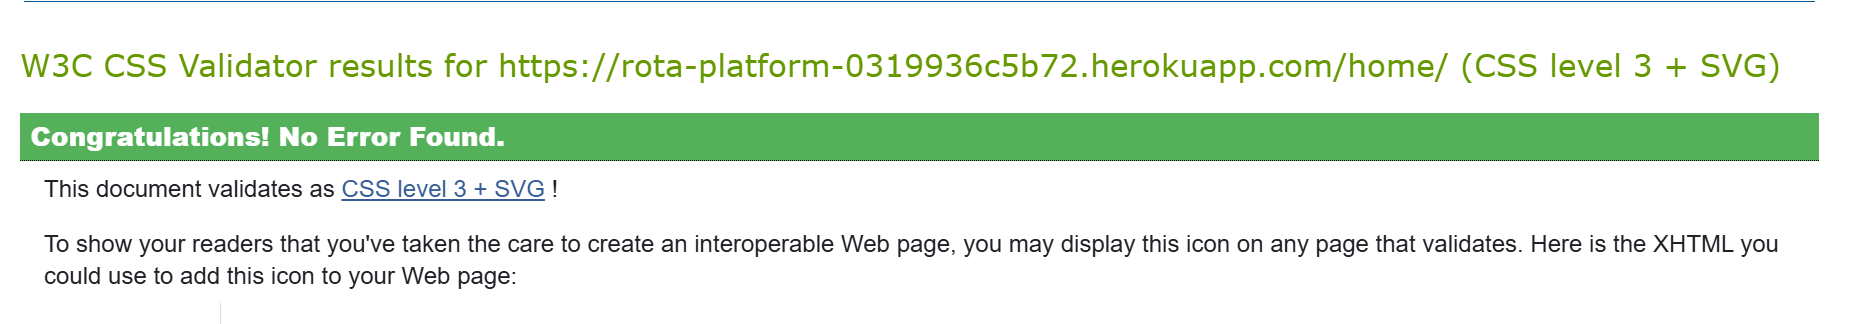 W3C CSS Validator results for https://rota-platform-0319936c5b72.herokuapp.com/home/ (CSS level 3 + SVG)
Congratulations! No Error Found.
This document validates as CSS level 3 + SVG !
To show your readers that you've taken the care to create an interoperable Web page, you may display this icon on any page that validates. Here is the XHTML you
could use to add this icon to your Web page: